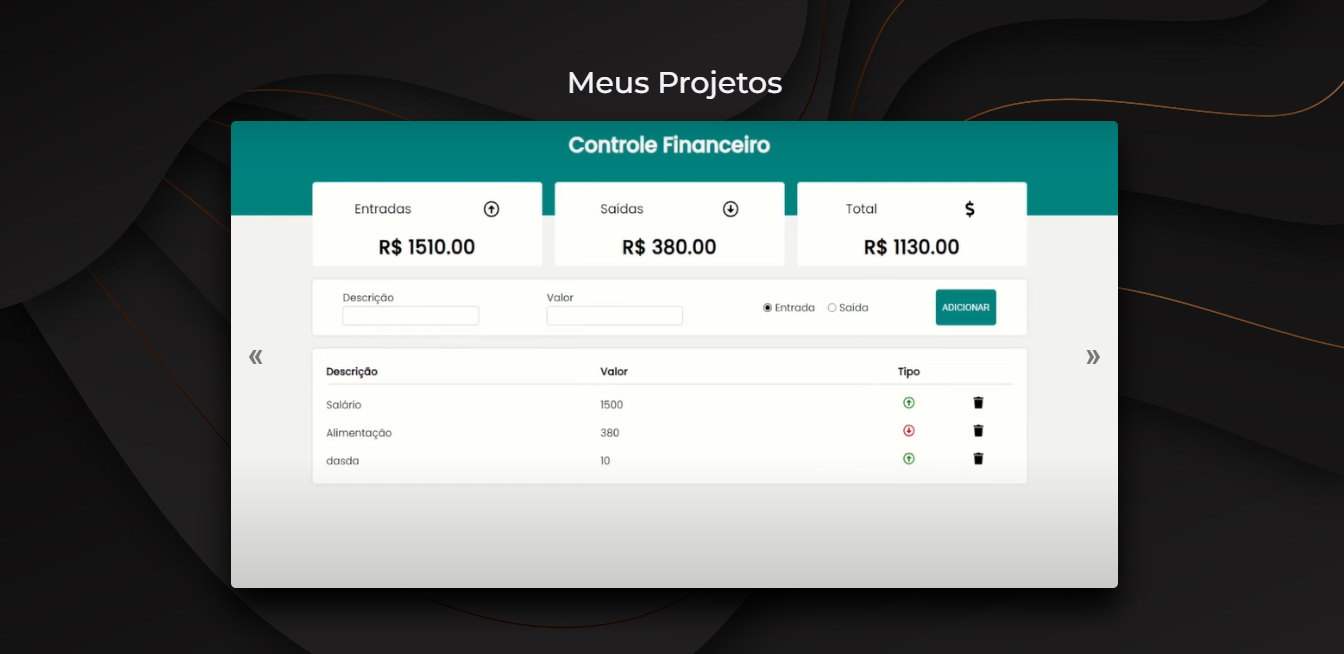 Meus Projetos
Controle Financeiro
Entradas
R$ 1510.00
Saídas
R$ 380.00
Total
$
R$ 1130.00
Descrição
Valor
Entrada
Saída
ADICIONAR
«
»
Descrição Valor Tipo
Salário 1500
Alimentação 380
dasda 10